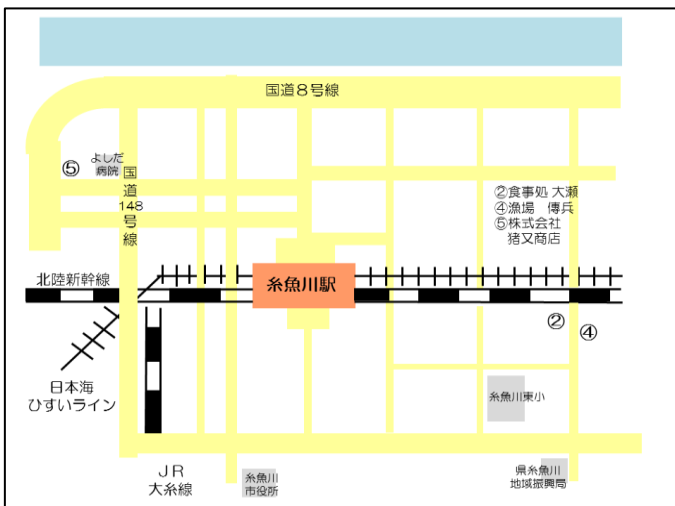 国道8号線
よしだ
病院
⑤
国道148号線
②食事処 大瀬
④漁場 傳兵
⑤株式会社
猪又商店
北陸新幹線
糸魚川駅
②
④
日本海
ひすいライン
糸魚川東小
JR
大糸線
糸魚川
市役所
県糸魚川
地域振興局